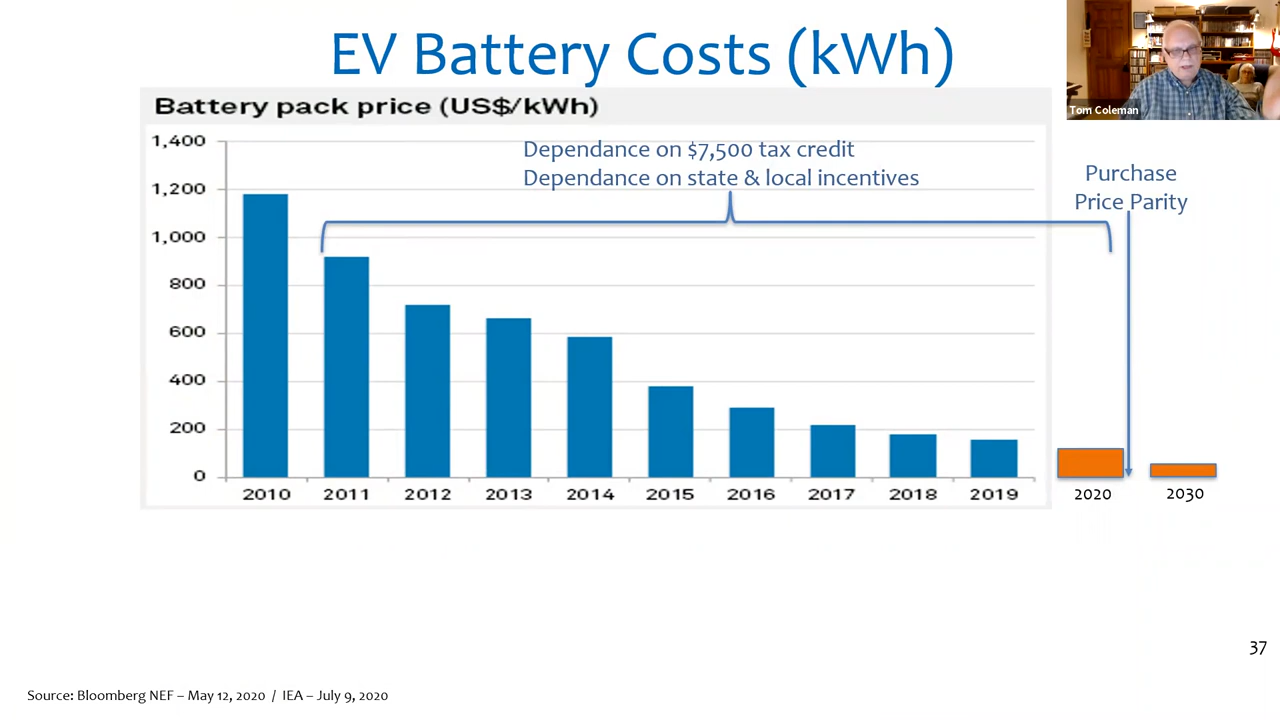 EV Battery Costs (kWh)
Tom Coleman
Battery pack price (US$/kWh)
1,400
1,200
1,000
800
600
400
200
0
Dependance on $7,500 tax credit
Dependance on state & local incentives
Purchase
Price Parity
2010 2011 2012 2013 2014 2015 2016 2017 2018 2019 2020 2030
37
Source: Bloomberg NEF – May 12, 2020 / IEA – July 9, 2020